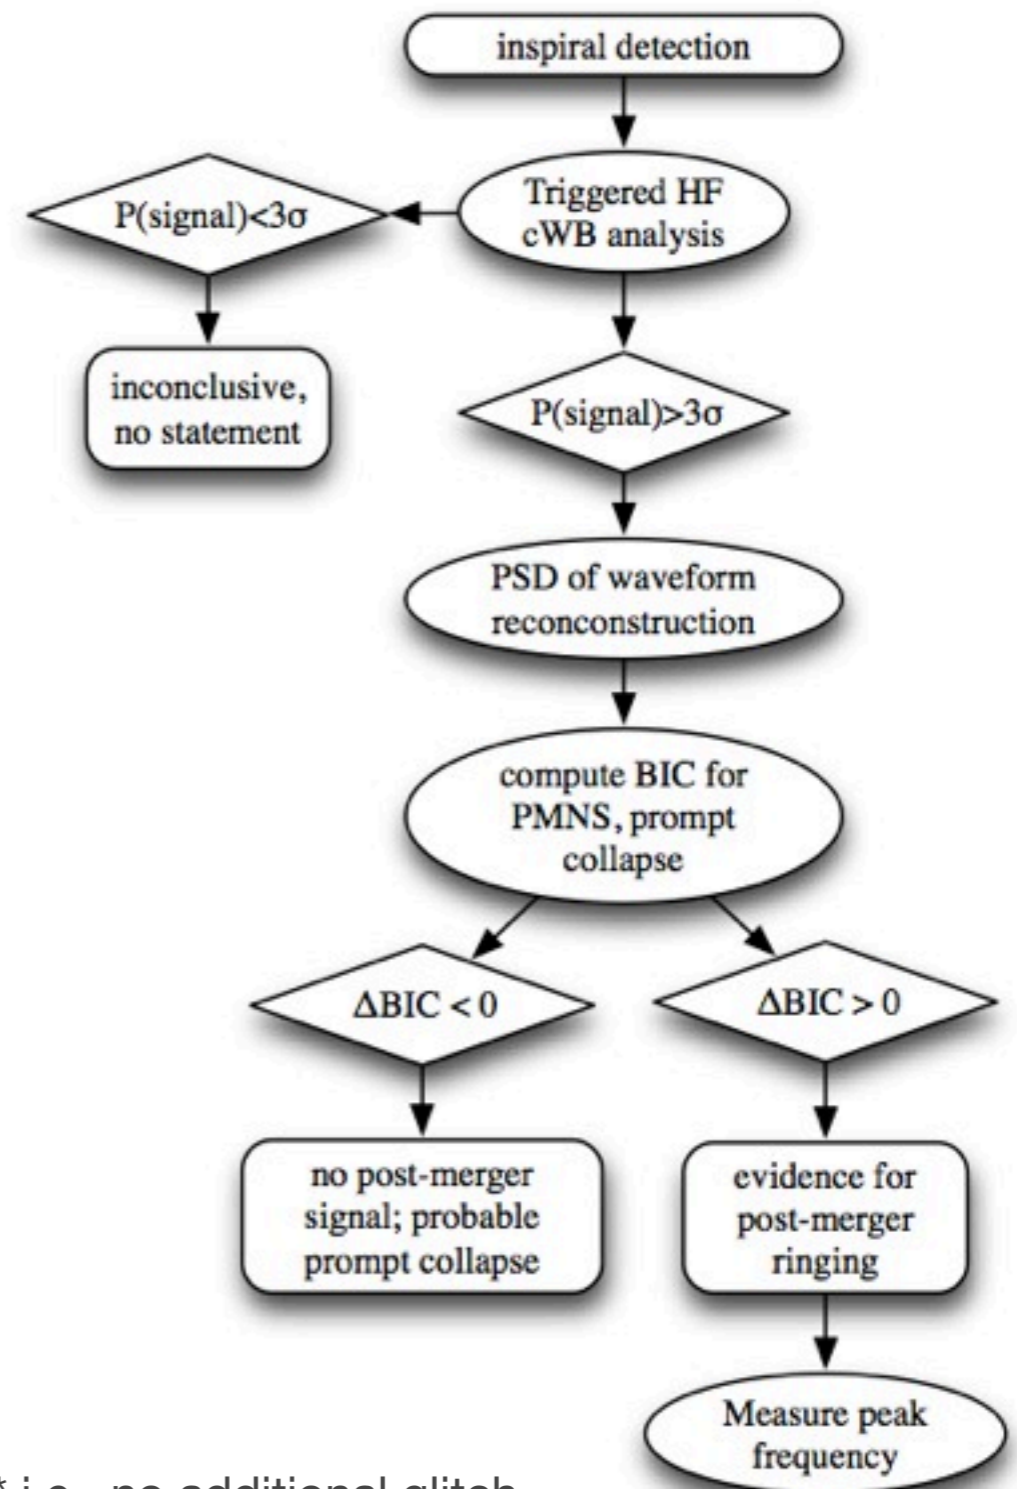 inspiral detection
Triggered HF
cWB analysis
P(signal)<3σ
inconclusive,
no statement
P(signal)>3σ
PSD of waveform
reconconstruction
compute BIC for
PMNS, prompt
collapse
ΔBIC < 0
ΔBIC > 0
no post-merger
signal; probable
prompt collapse
evidence for
post-merger
ringing
Measure peak
frequency
* i.e., no additional glitch